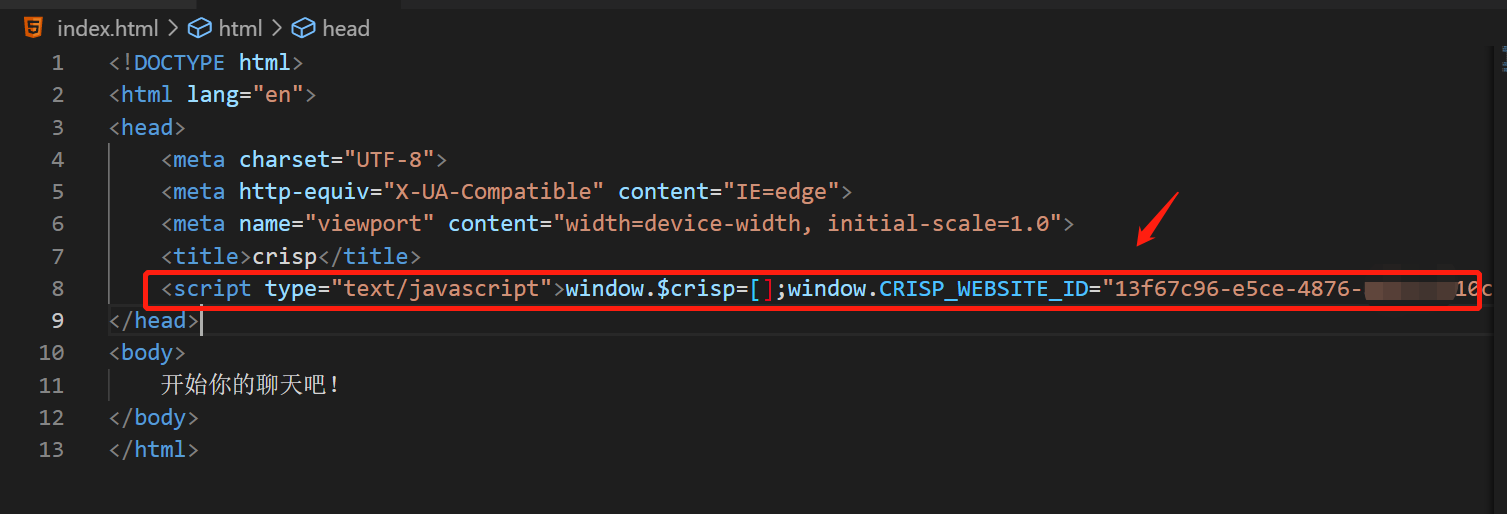 index.html > html > head
1 <!DOCTYPE html>
2 <html lang="en">
3 <head>
4 <meta charset="UTF-8">
5 <meta http-equiv="X-UA-Compatible" content="IE=edge">
6 <meta name="viewport" content="width=device-width, initial-scale=1.0">
7 <title>crisp</title>
8 <script type="text/javascript">window.$crisp=[];window.CRISP_WEBSITE_ID="13f67c96-e5ce-4876- 10c
9 </head>
10 <body>
11 开始你的聊天吧！
12 </body>
13 </html>